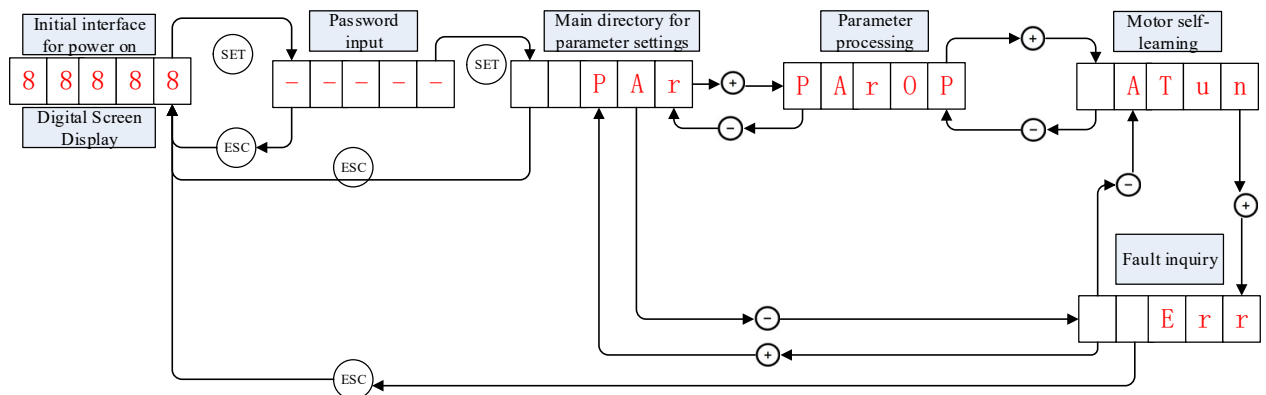 Initial interface
for power on
8 8 8 8 8
Digital Screen
Display
SET
Password
input
- - - - -
ESC
SET
ESC
Main directory for
parameter settings
P A r
+
-
Parameter
processing
P A r O P
+
-
Motor self-
learning
A T u n
-
+
Fault inquiry
E r r
-
+
ESC